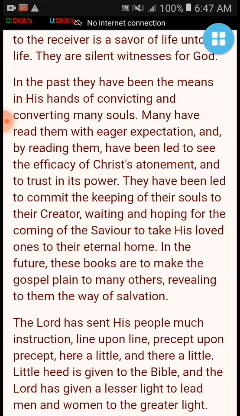 100% 6:47 AM
0:0KB/s U:0KB/s No internet connection
to the receiver is a savor of life unto
life. They are silent witnesses for God.
In the past they have been the means
in His hands of convicting and
converting many souls. Many have
read them with eager expectation, and,
by reading them, have been led to see
the efficacy of Christ's atonement, and
to trust in its power. They have been led
to commit the keeping of their souls to
their Creator, waiting and hoping for the
coming of the Saviour to take His loved
ones to their eternal home. In the
future, these books are to make the
gospel plain to many others, revealing
to them the way of salvation.
The Lord has sent His people much
instruction, line upon line, precept upon
precept, here a little, and there a little.
Little heed is given to the Bible, and the
Lord has given a lesser light to lead
men and women to the greater light.